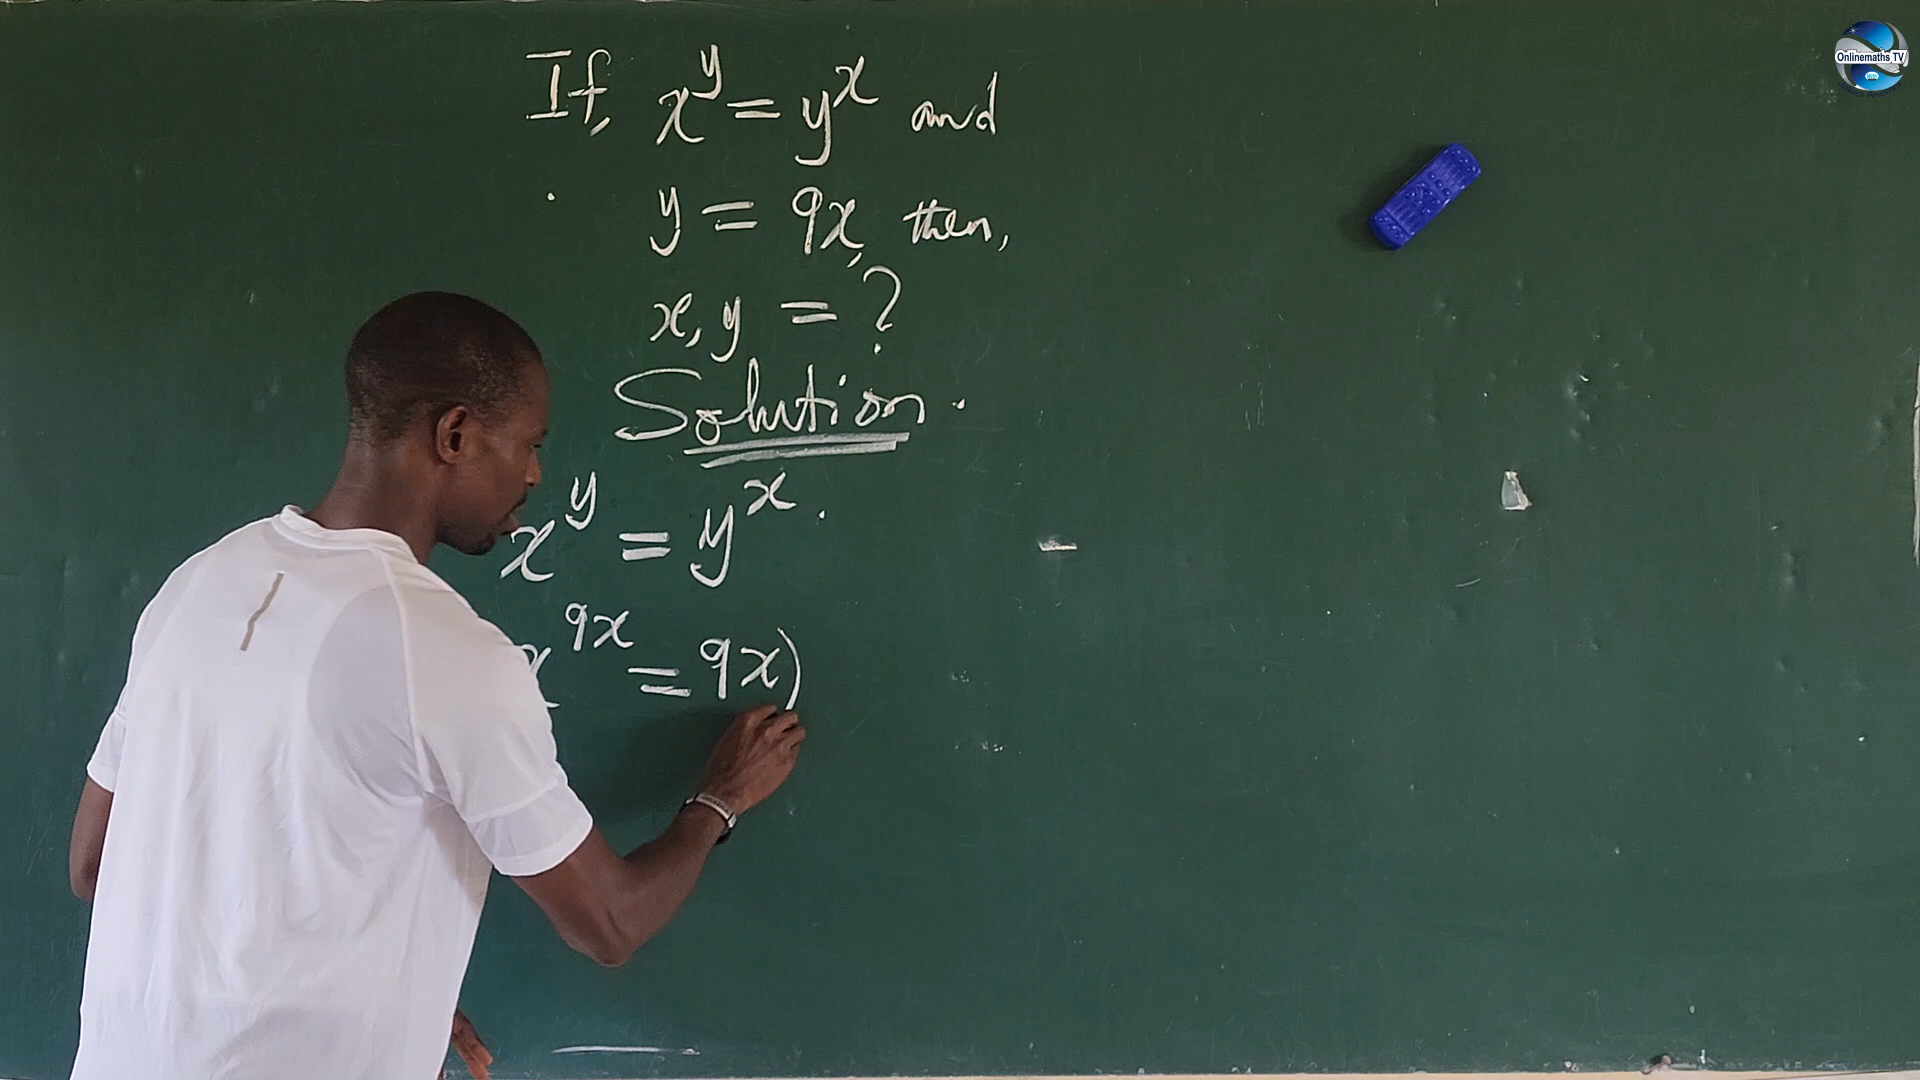 If, x^y = y^x and
y = 9x, then,
x, y = ?
Solution.
x^y = y^x.
x^9x = 9x)
Onlinemaths TV